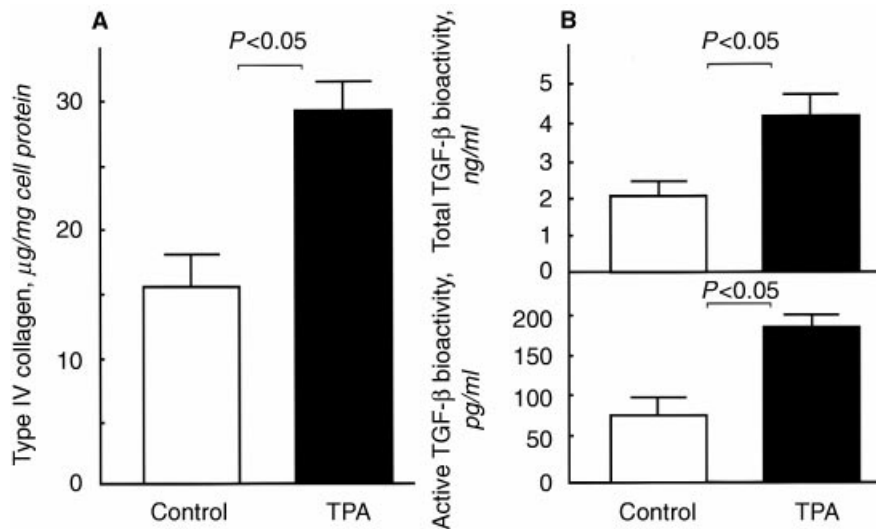 A
P<0.05
Type IV collagen, μg/mg cell protein
30
20
10
0
Control
TPA
B
P<0.05
Total TGF-β bioactivity,
ng/ml
5
4
3
2
1
0
P<0.05
Active TGF-β bioactivity,
pg/ml
200
150
100
50
0
Control
TPA